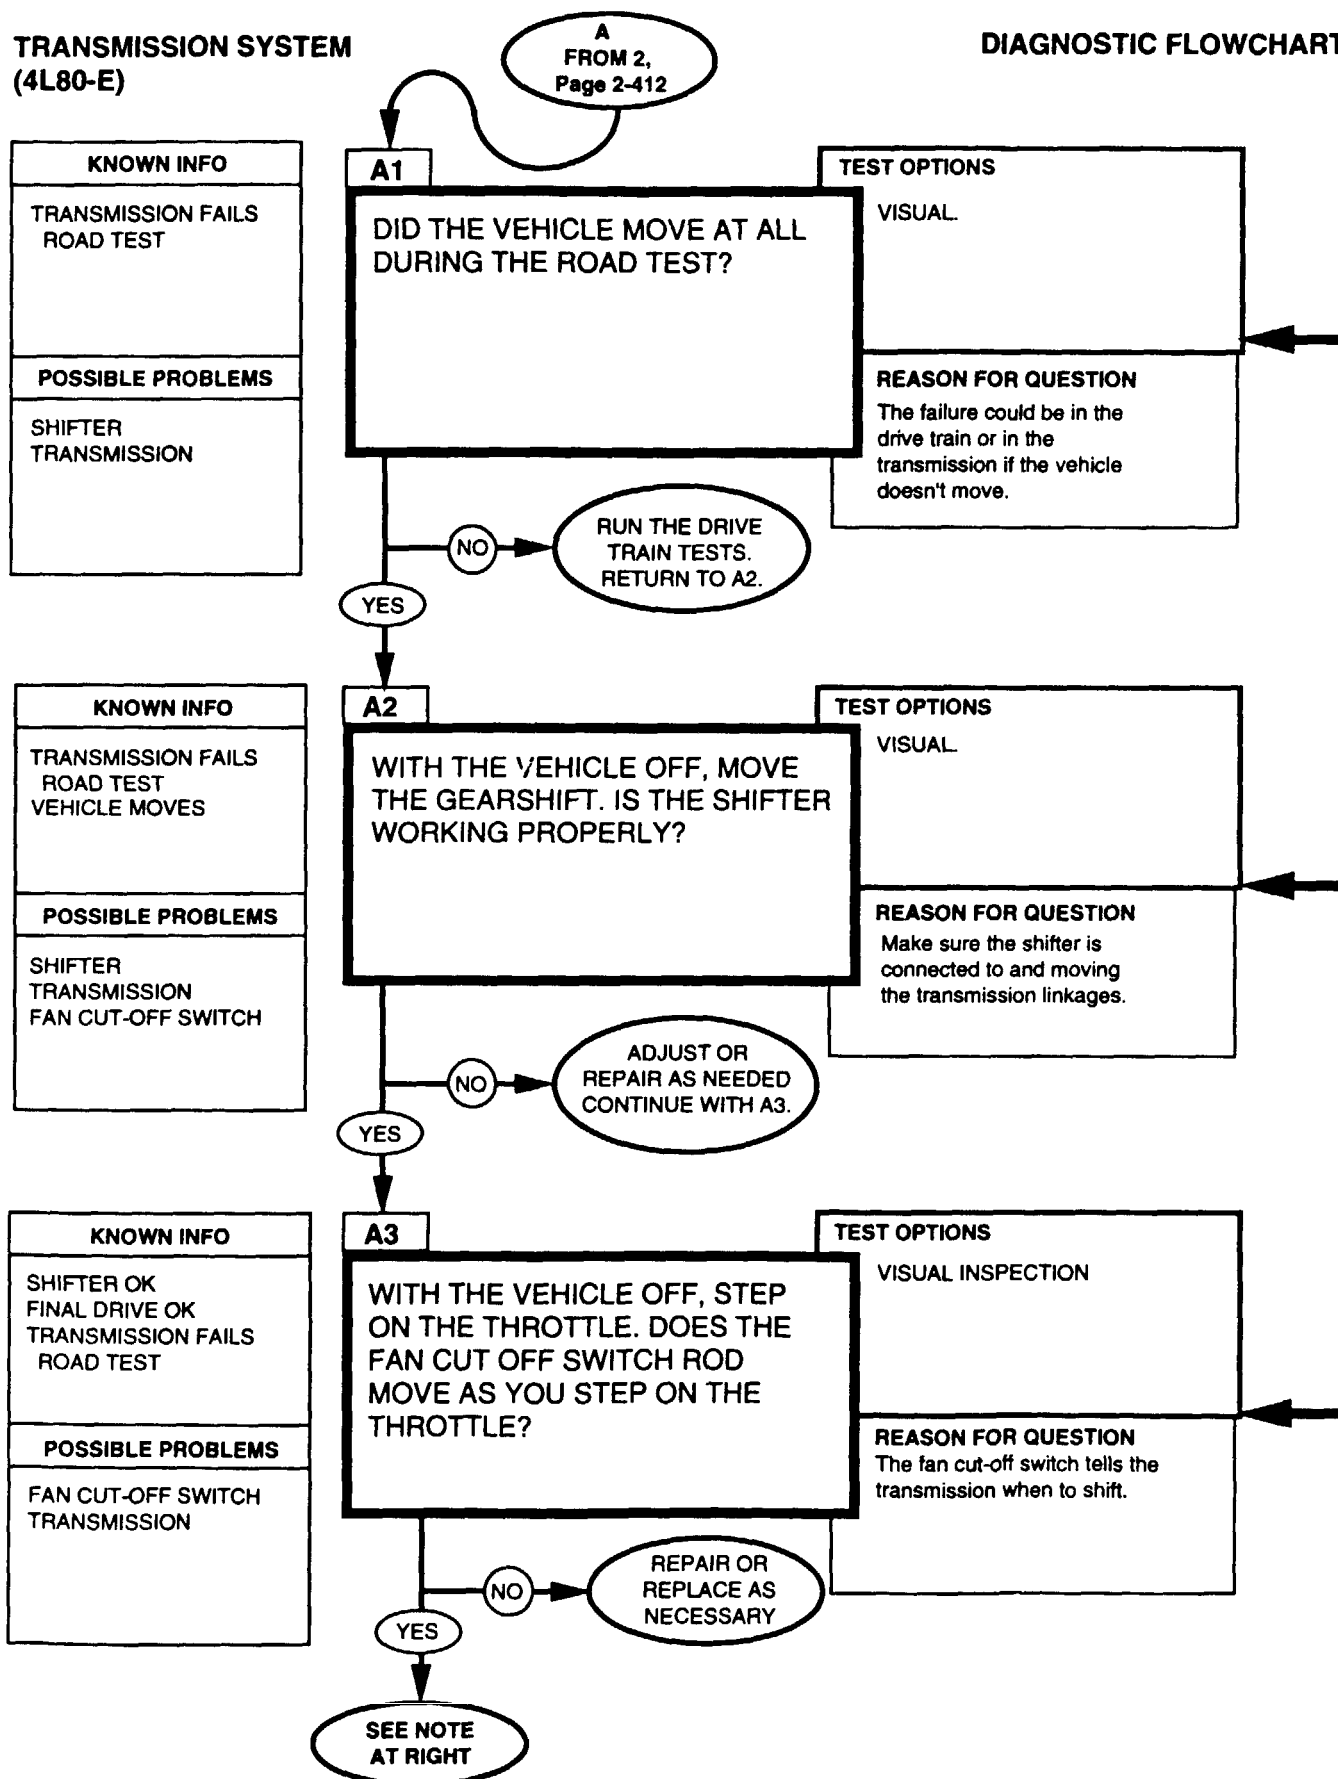 TRANSMISSION SYSTEM
(4L80-E)
A
FROM 2,
Page 2-412
DIAGNOSTIC FLOWCHART
KNOWN INFO
TRANSMISSION FAILS
ROAD TEST
POSSIBLE PROBLEMS
SHIFTER
TRANSMISSION
A1
DID THE VEHICLE MOVE AT ALL
DURING THE ROAD TEST?
TEST OPTIONS
VISUAL.
REASON FOR QUESTION
The failure could be in the
drive train or in the
transmission if the vehicle
doesn't move.
NO
RUN THE DRIVE
TRAIN TESTS.
RETURN TO A2.
YES
KNOWN INFO
TRANSMISSION FAILS
ROAD TEST
VEHICLE MOVES
POSSIBLE PROBLEMS
SHIFTER
TRANSMISSION
FAN CUT-OFF SWITCH
A2
WITH THE VEHICLE OFF, MOVE
THE GEARSHIFT. IS THE SHIFTER
WORKING PROPERLY?
TEST OPTIONS
VISUAL.
REASON FOR QUESTION
Make sure the shifter is
connected to and moving
the transmission linkages.
NO
ADJUST OR
REPAIR AS NEEDED
CONTINUE WITH A3.
YES
KNOWN INFO
SHIFTER OK
FINAL DRIVE OK
TRANSMISSION FAILS
ROAD TEST
POSSIBLE PROBLEMS
FAN CUT-OFF SWITCH
TRANSMISSION
A3
WITH THE VEHICLE OFF, STEP
ON THE THROTTLE. DOES THE
FAN CUT OFF SWITCH ROD
MOVE AS YOU STEP ON THE
THROTTLE?
TEST OPTIONS
VISUAL INSPECTION
REASON FOR QUESTION
The fan cut-off switch tells the
transmission when to shift.
NO
REPAIR OR
REPLACE AS
NECESSARY
YES
SEE NOTE
AT RIGHT